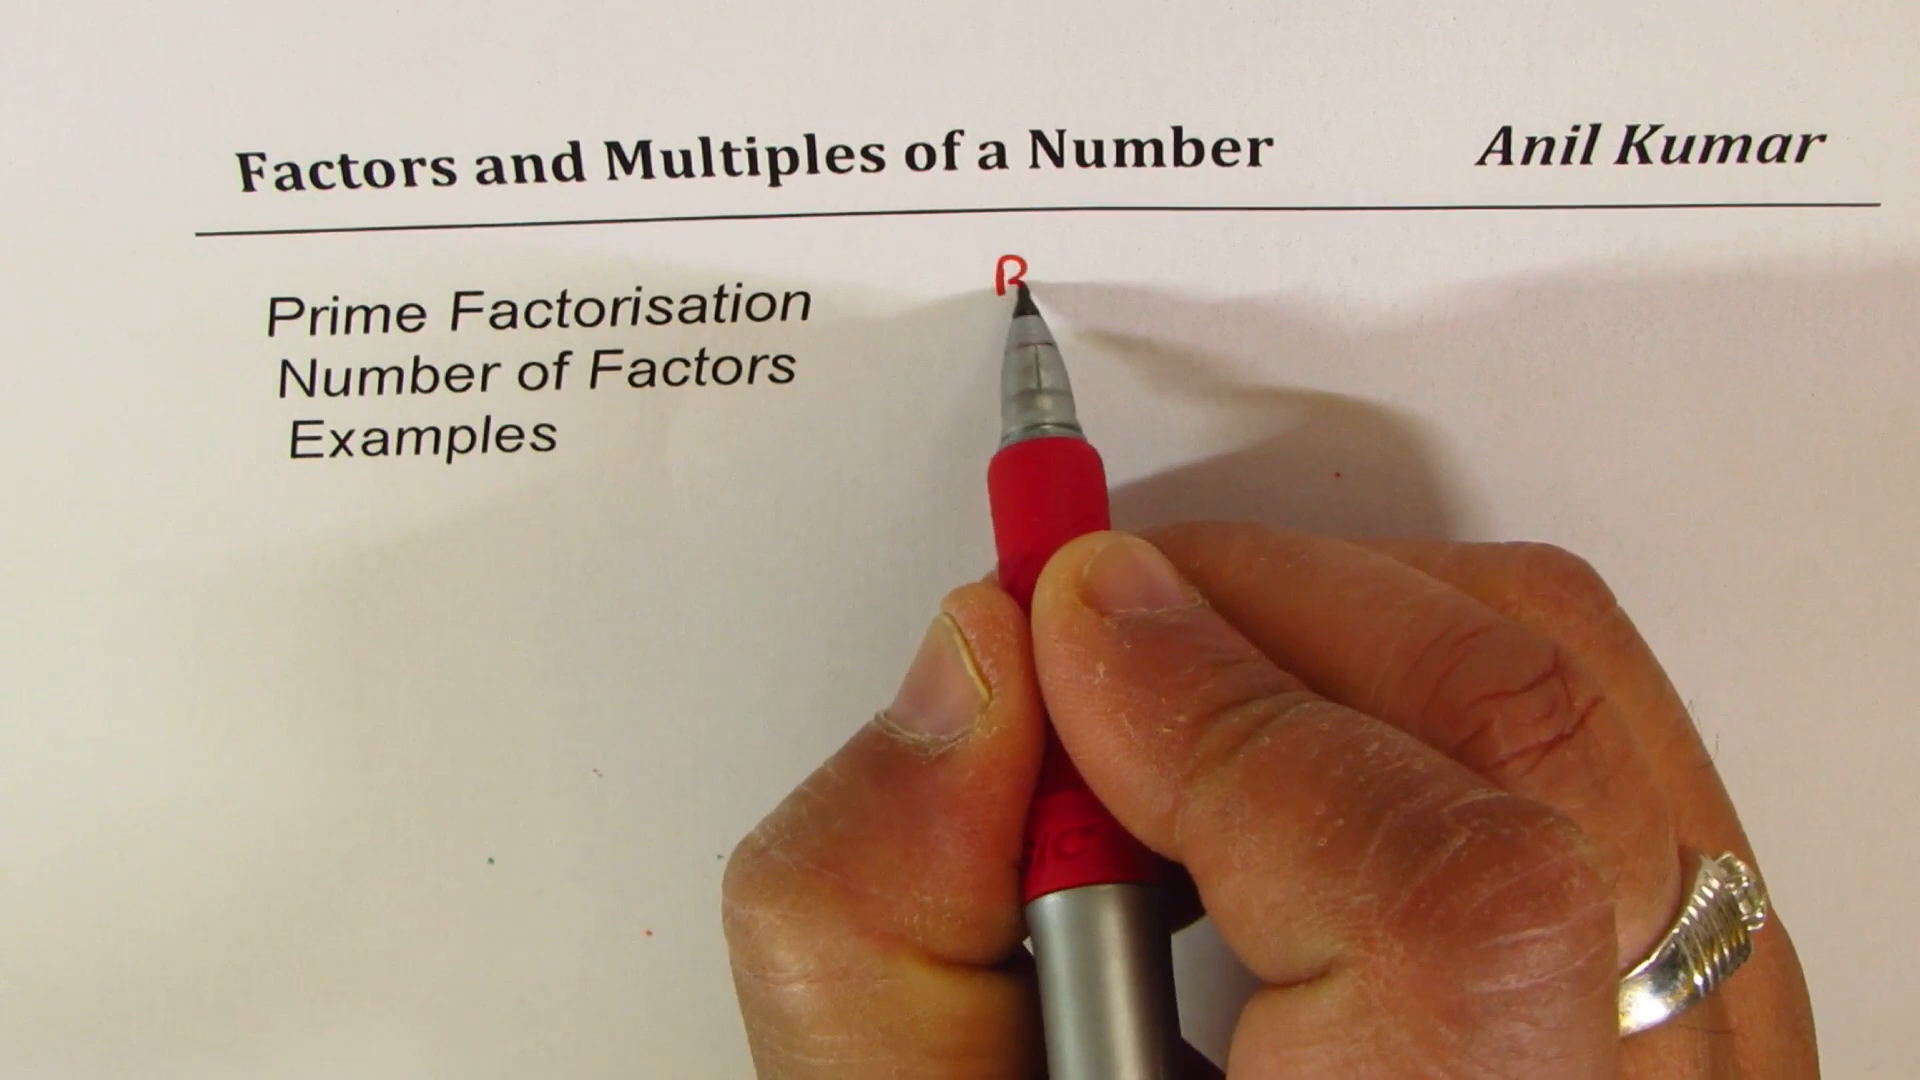 Factors and Multiples of a Number Anil Kumar
Prime Factorisation
Number of Factors
Examples